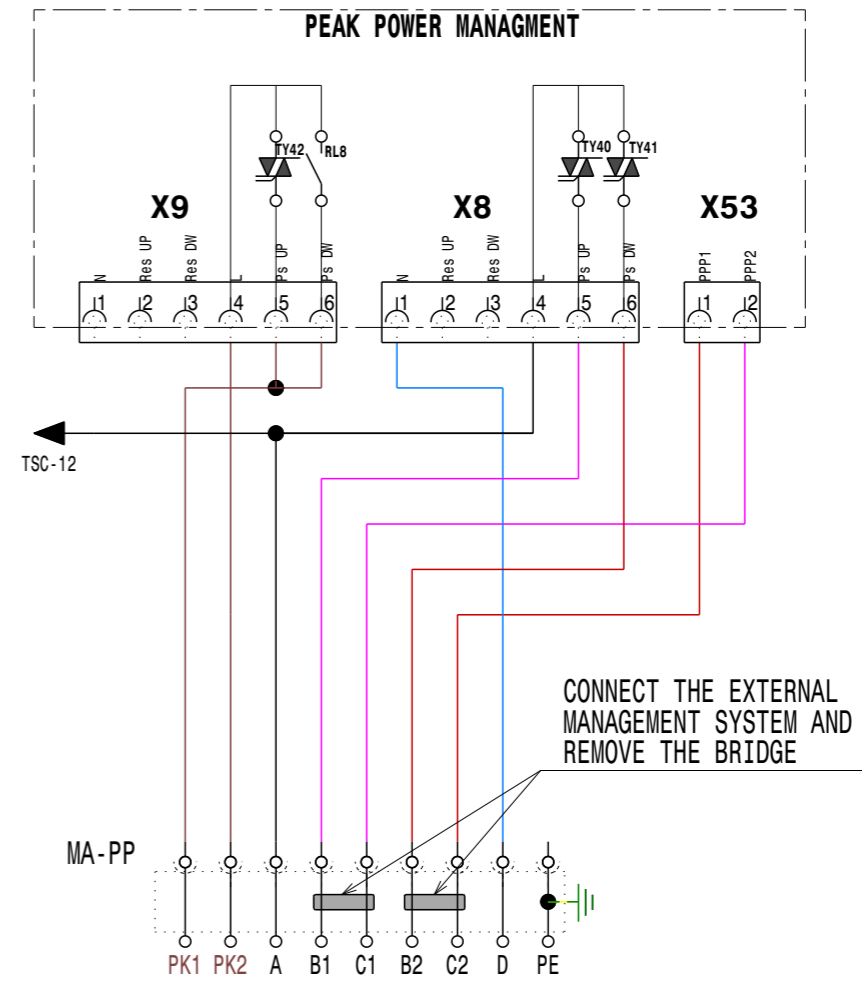 PEAK POWER MANAGMENT
TY42
RL8
TY40
TY41
X9
X8
X53
N
Res UP
Res DW
L
Ps UP
Ps DW
N
Res UP
Res DW
L
Ps UP
Ps DW
PPP1
PPP2
1
2
3
4
5
6
1
2
3
4
5
6
1
2
TSC-12
CONNECT THE EXTERNAL
MANAGEMENT SYSTEM AND
REMOVE THE BRIDGE
MA-PP
PK1
PK2
A
B1
C1
B2
C2
D
PE